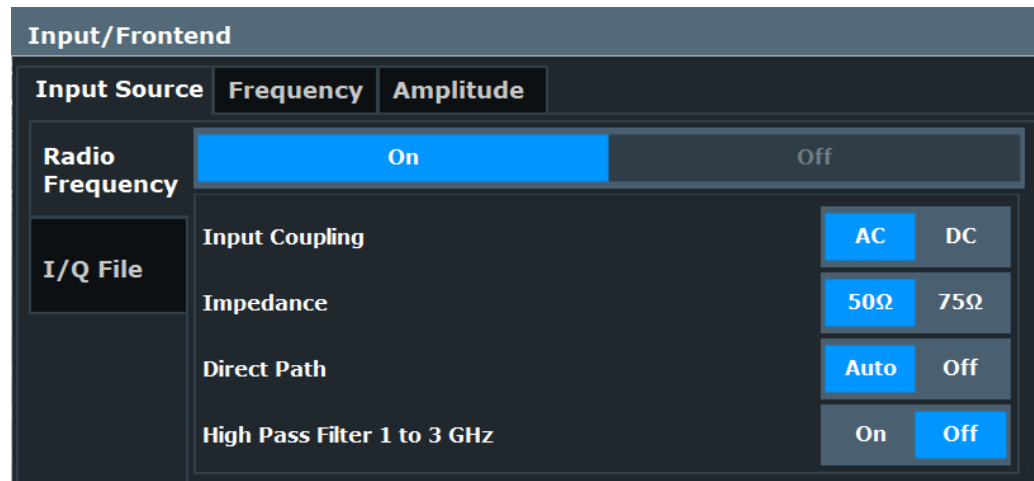 Input/Frontend
Input Source Frequency Amplitude
Radio
Frequency
On Off
I/Q File
Input Coupling AC DC
Impedance 50Ω 75Ω
Direct Path Auto Off
High Pass Filter 1 to 3 GHz On Off